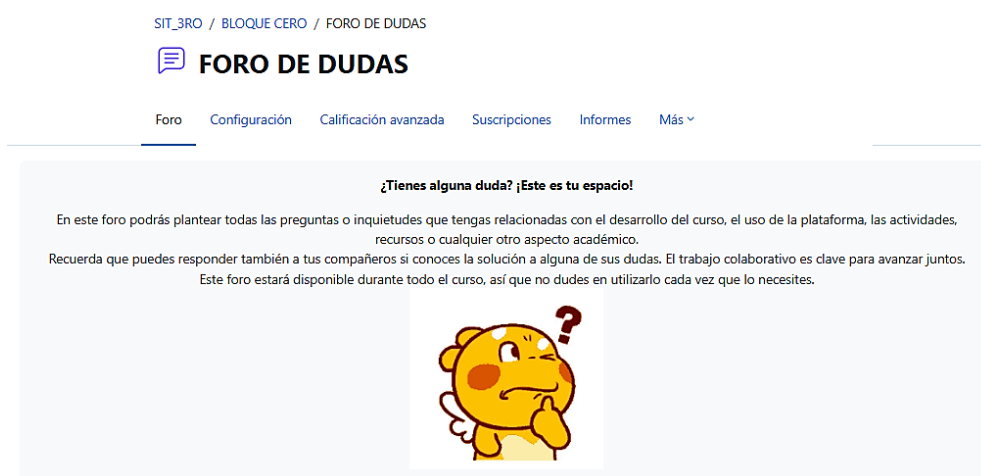 SIT_3RO / BLOQUE CERO / FORO DE DUDAS
FORO DE DUDAS
Foro Configuración Calificación avanzada Suscripciones Informes Más
¿Tienes alguna duda? ¡Este es tu espacio!
En este foro podrás plantear todas las preguntas o inquietudes que tengas relacionadas con el desarrollo del curso, el uso de la plataforma, las actividades,
recursos o cualquier otro aspecto académico.
Recuerda que puedes responder también a tus compañeros si conoces la solución a alguna de sus dudas. El trabajo colaborativo es clave para avanzar juntos.
Este foro estará disponible durante todo el curso, así que no dudes en utilizarlo cada vez que lo necesites.
?